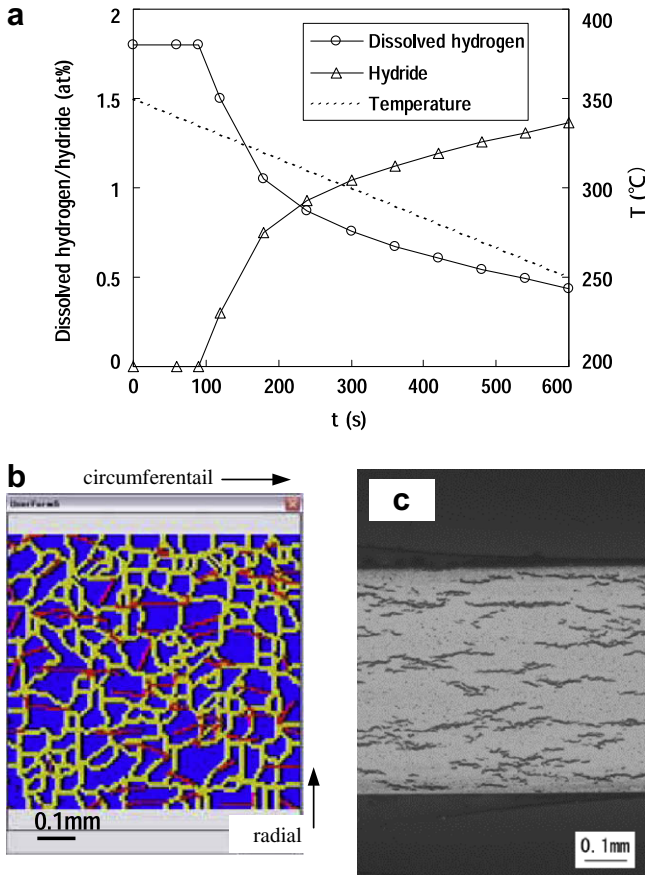 a
2
1.5
1
0.5
0
400
350
300
250
200
0
100
200
300
400
500
600
Dissolved hydrogen/hydride (at%)
T (°C)
t (s)
Dissolved hydrogen
Hydride
Temperature
b
circumferentail
UserForm5
0.1mm
radial
c
0.1mm